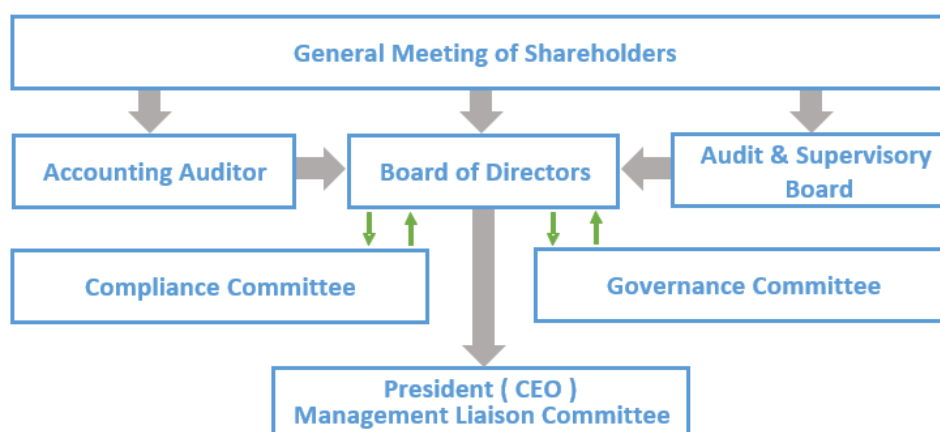 General Meeting of Shareholders
Accounting Auditor
Board of Directors
Audit & Supervisory
Board
Compliance Committee
Governance Committee
President ( CEO )
Management Liaison Committee